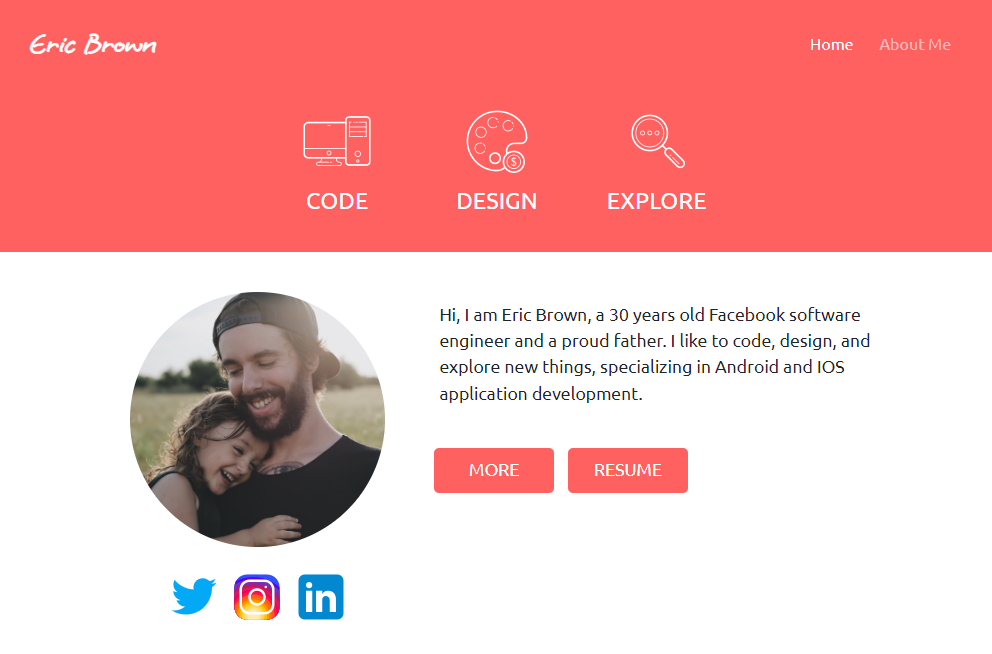 Eric Brown
Home About Me
$
CODE DESIGN EXPLORE
Hi, I am Eric Brown, a 30 years old Facebook software
engineer and a proud father. I like to code, design, and
explore new things, specializing in Android and IOS
application development.
MORE RESUME
in